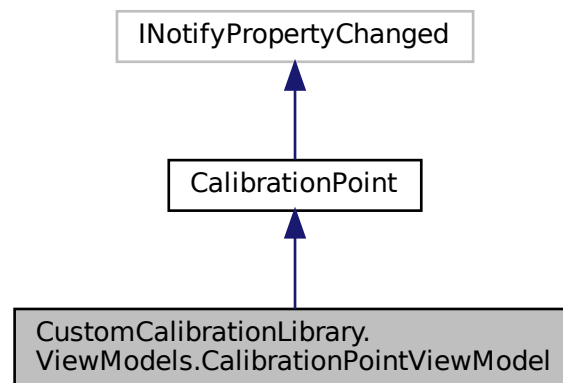 INotifyPropertyChanged
CalibrationPoint
CustomCalibrationLibrary.
ViewModels.CalibrationPointViewModel